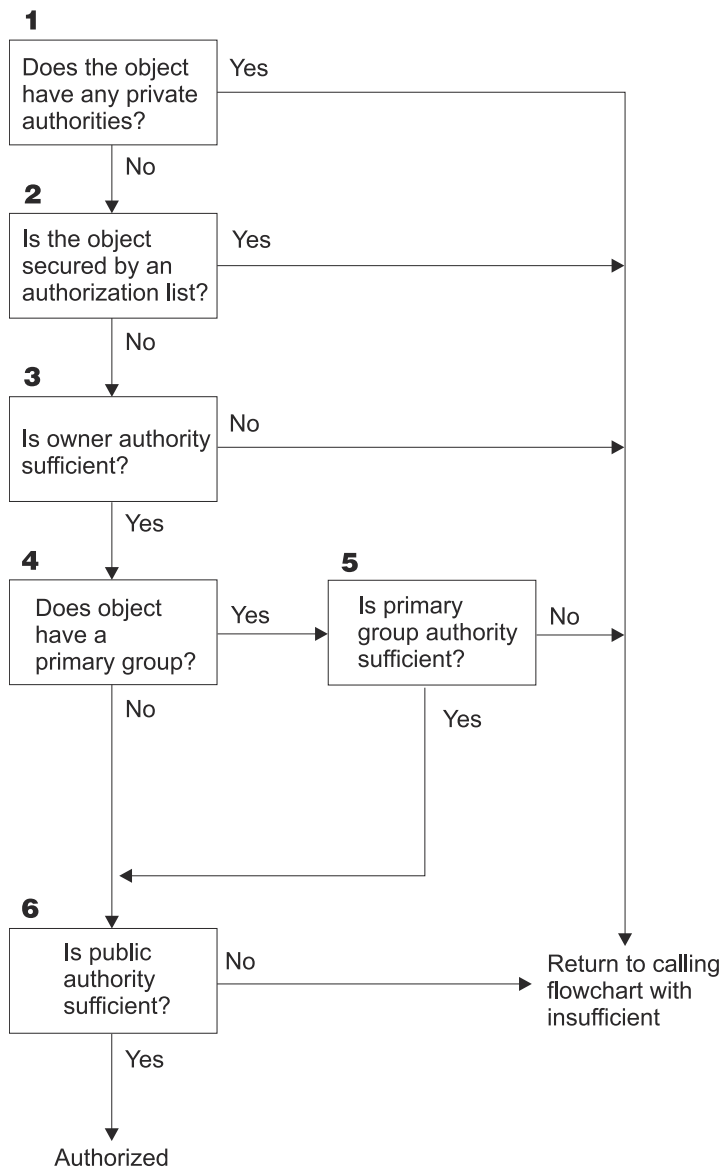 1
Does the object
have any private
authorities?
Yes
No
2
Is the object
secured by an
authorization list?
Yes
No
3
Is owner authority
sufficient?
No
Yes
4
Does object
have a
primary group?
Yes
5
Is primary
group authority
sufficient?
No
No
Yes
6
Is public
authority
sufficient?
No
Return to calling
flowchart with
insufficient
Yes
Authorized